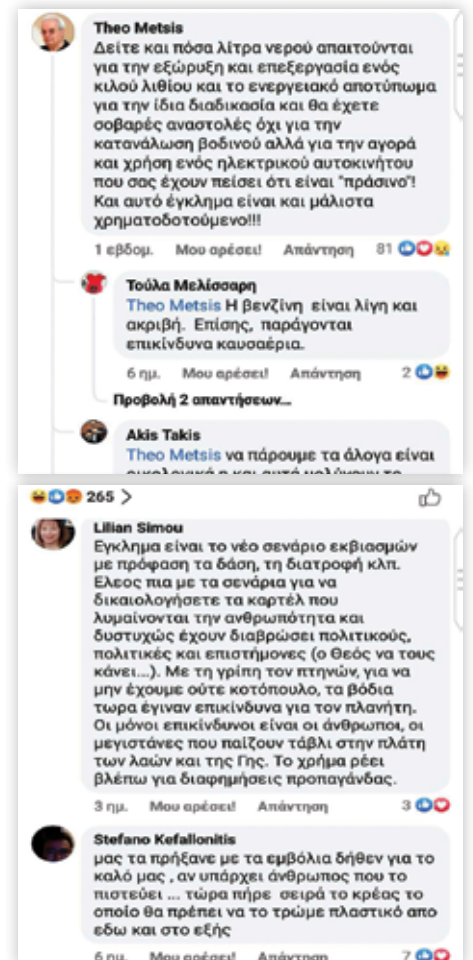 Theo Metsis
Δείτε και πόσα λίτρα νερού απαιτούνται
για την εξώρυξη και επεξεργασία ενός
κιλού λιθίου και το ενεργειακό αποτύπωμα
για την ίδια διαδικασία και θα έχετε
σοβαρές αναστολές όχι για την
κατανάλωση βοδινού αλλά για την αγορά
και χρήση ενός ηλεκτρικού αυτοκινήτου
που σας έχουν πείσει ότι είναι "πράσινο"!
Και αυτό έγκλημα είναι και μάλιστα
χρηματοδοτούμενο!!!
1 εβδομ. Μου αρέσει! Απάντηση 81
Τούλα Μελίσσαρη
Theo Metsis Η βενζίνη είναι λίγη και
ακριβή. Επίσης, παράγονται
επικίνδυνα καυσαέρια.
6 ημ. Μου αρέσει! Απάντηση 2
Προβολή 2 απαντήσεων...
Akis Takis
Theo Metsis να πάρουμε τα άλογα είναι
οικολογικά η και αυτά μολύνουν το
265 >
Lilian Simou
Εγκλημα είναι το νέο σενάριο εκβιασμών
με πρόφαση τα δάση, τη διατροφή κλπ.
Ελεος πια με τα σενάρια για να
δικαιολογήσετε τα καρτέλ που
λυμαίνονται την ανθρωπότητα και
δυστυχώς έχουν διαβρώσει πολιτικούς,
πολιτικές και επιστήμονες (ο Θεός να τους
κάνει...). Με τη γρίπη τον πτηνών, για να
μην έχουμε ούτε κοτόπουλο, τα βόδια
τωρα έγιναν επικίνδυνα για τον πλανήτη.
Οι μόνοι επικίνδυνοι είναι οι άνθρωποι, οι
μεγιστάνες που παίζουν τάβλι στην πλάτη
των λαών και της Γης. Το χρήμα ρέει
βλέπω για διαφημήσεις προπαγάνδας.
3 ημ. Μου αρέσει! Απάντηση 3
Stefano Kefallonitis
μας τα πρήξανε με τα εμβόλια δήθεν για το
καλό μας , αν υπάρχει άνθρωπος που το
πιστεύει ... τώρα πήρε σειρά το κρέας το
οποίο θα πρέπει να το τρώμε πλαστικό απο
εδω και στο εξής
6 ημ. Μου αρέσει! Απάντηση 7